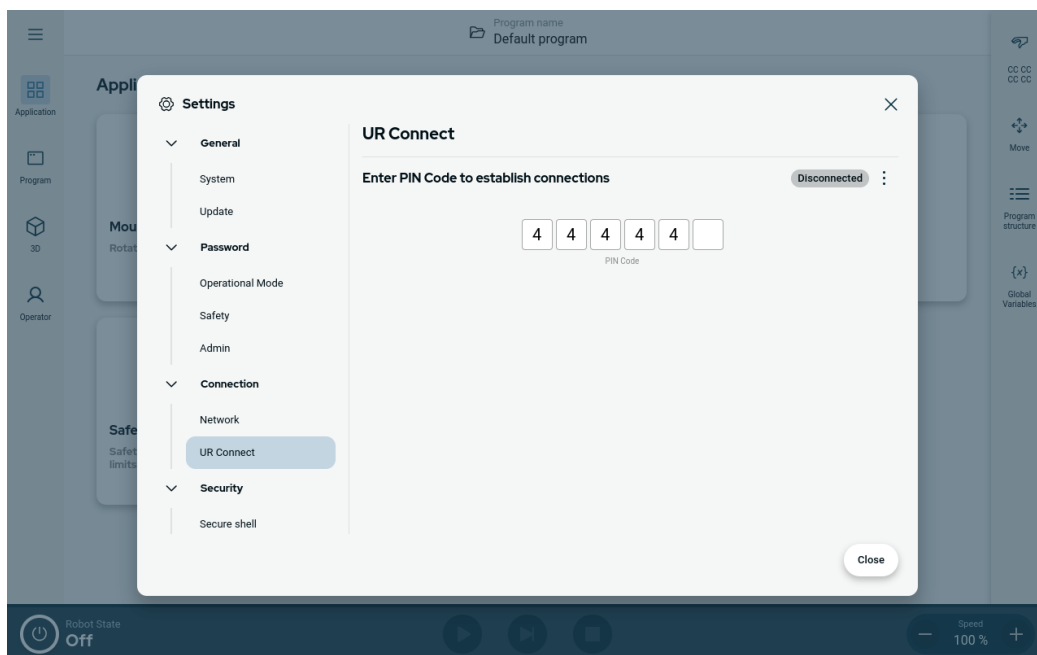 Program name
Default program
Application
Program
3D
Operator
Appli
Mou
Rotat
Safe
Safet
limits
Settings
General
System
Update
Password
Operational Mode
Safety
Admin
Connection
Network
UR Connect
Security
Secure shell
UR Connect
Enter PIN Code to establish connections
Disconnected
4 4 4 4 4
PIN Code
Close
CC CC
CC CC
Move
Program
structure
{x}
Global
Variables
Robot State
Off
Speed
100 %